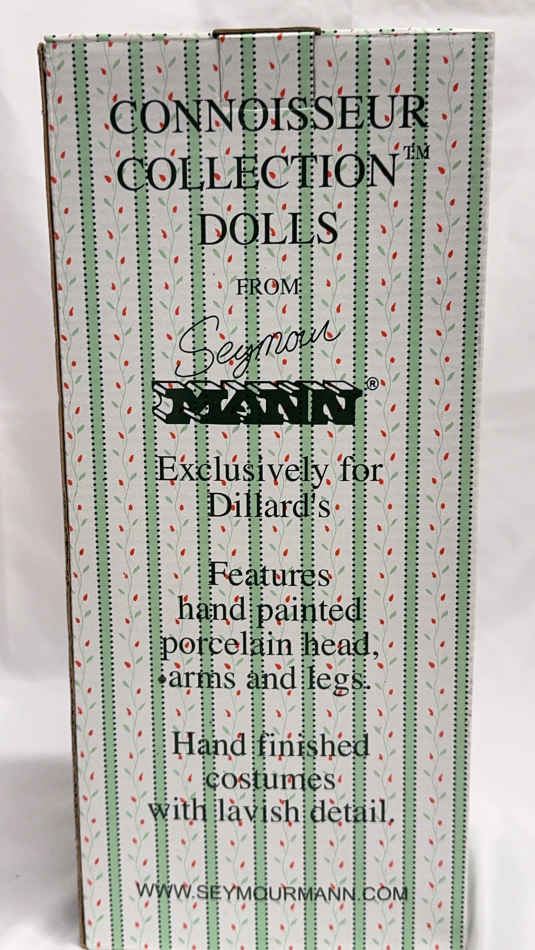 CONNOISSEUR
COLLECTION™
DOLLS
FROM
Seymour
MANN®
Exclusively for
Dillard's
Features
hand painted
porcelain head,
arms and legs.
Hand finished
costumes
with lavish detail.
WWW.SEYMOURMANN.COM